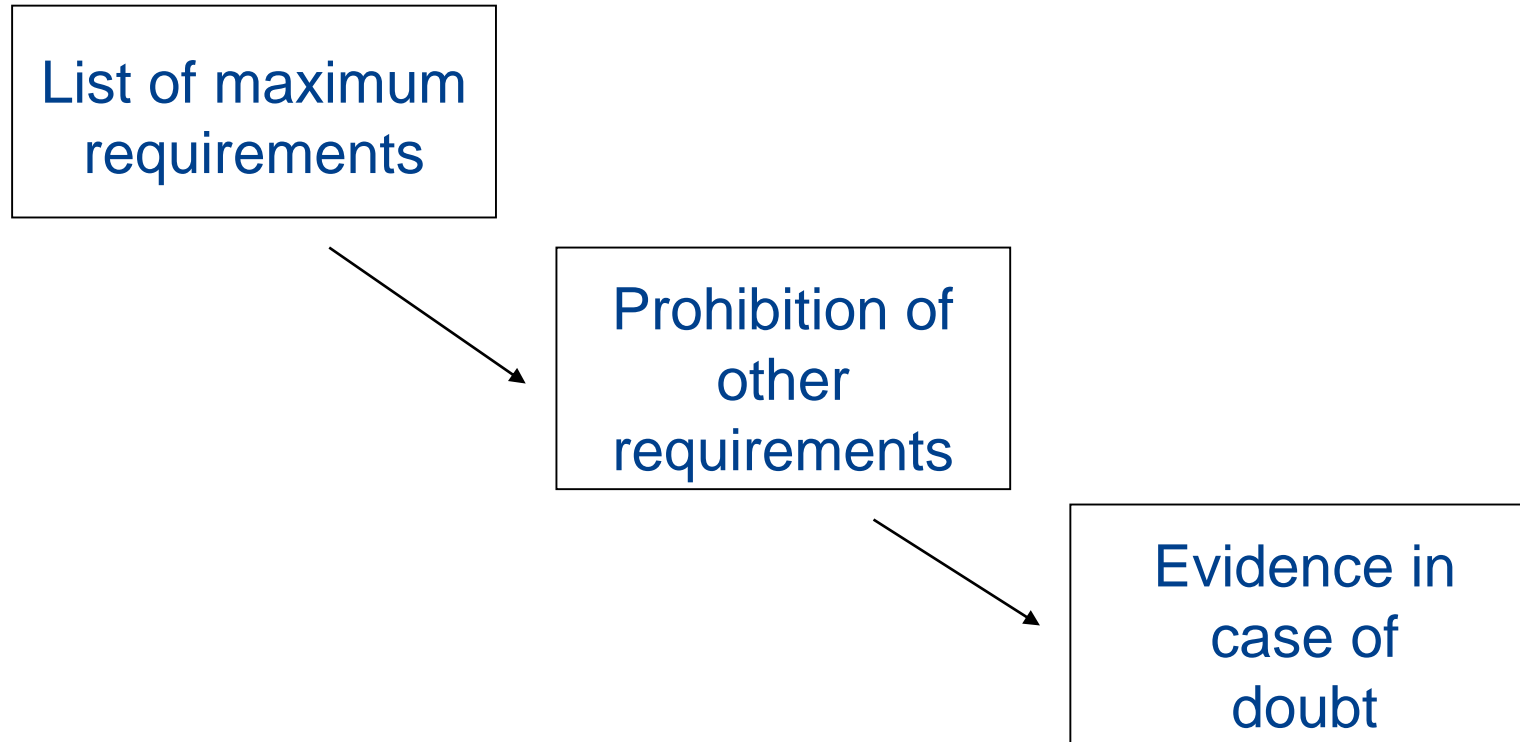 List of maximum
requirements
Prohibition of
other
requirements
Evidence in
case of
doubt